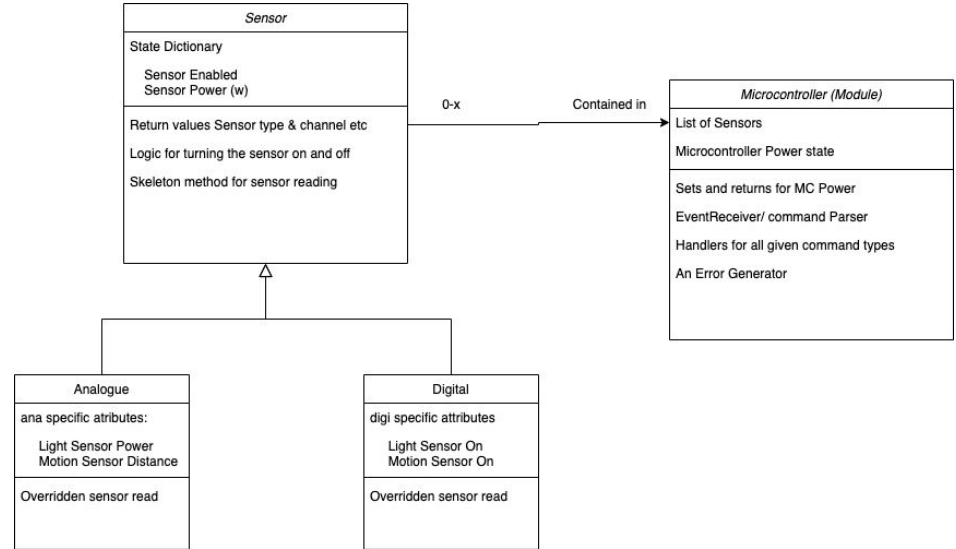 Sensor
State Dictionary
Sensor Enabled
Sensor Power (w)
Return values Sensor type & channel etc
Logic for turning the sensor on and off
Skeleton method for sensor reading
0-x
Contained in
Microcontroller (Module)
List of Sensors
Microcontroller Power state
Sets and returns for MC Power
EventReceiver/ command Parser
Handlers for all given command types
An Error Generator
Analogue
ana specific atributes:
Light Sensor Power
Motion Sensor Distance
Overridden sensor read
Digital
digi specific attributes
Light Sensor On
Motion Sensor On
Overridden sensor read